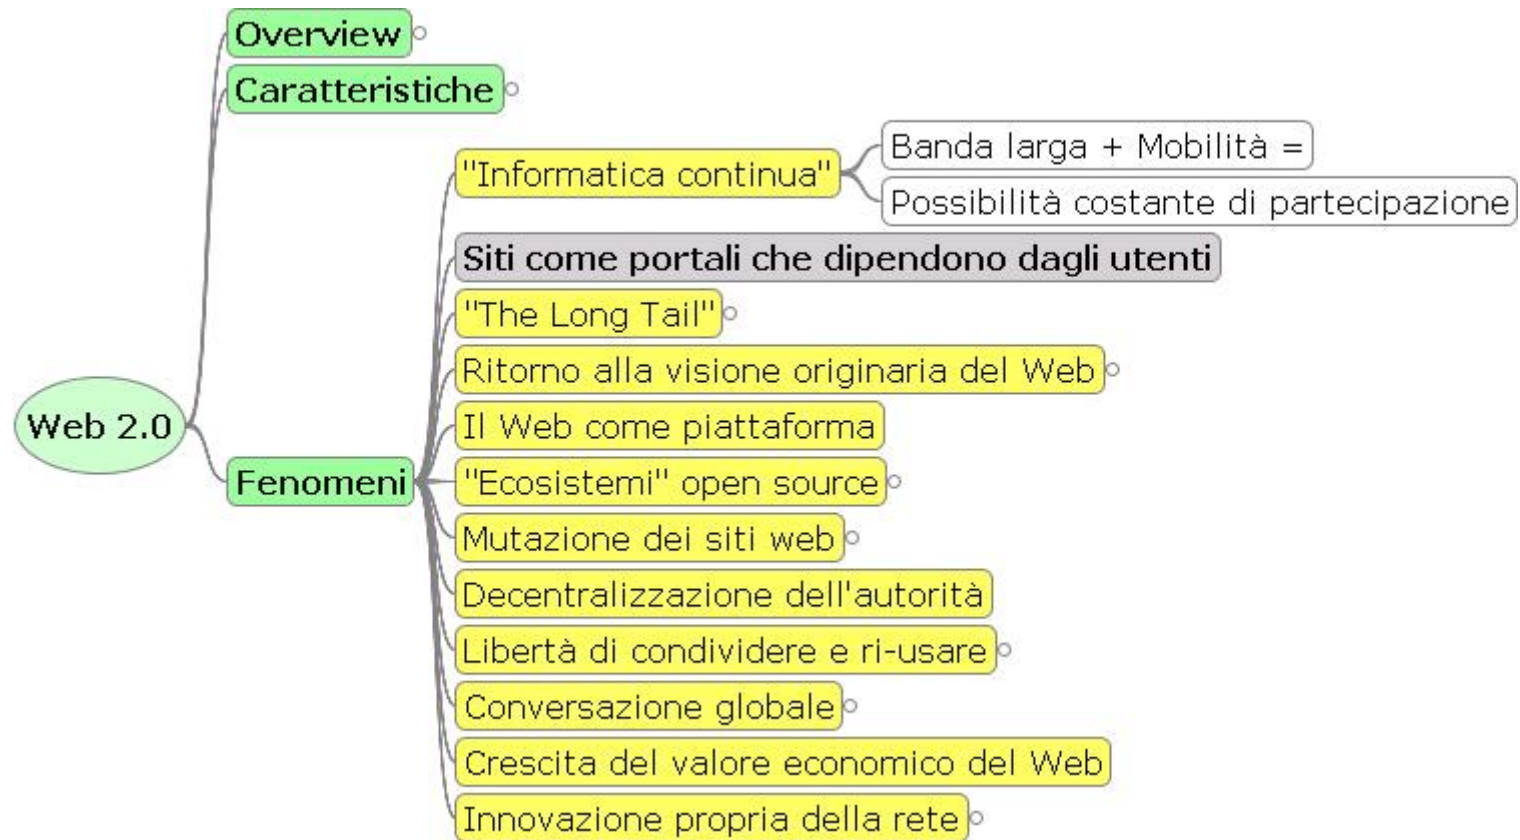 Overview
Caratteristiche
"Informatica continua"
Banda larga + Mobilità =
Possibilità costante di partecipazione
Siti come portali che dipendono dagli utenti
"The Long Tail"
Ritorno alla visione originaria del Web
Web 2.0
Il Web come piattaforma
Fenomeni
"Ecosistemi" open source
Mutazione dei siti web
Decentralizzazione dell'autorità
Libertà di condividere e ri-usare
Conversazione globale
Crescita del valore economico del Web
Innovazione propria della rete